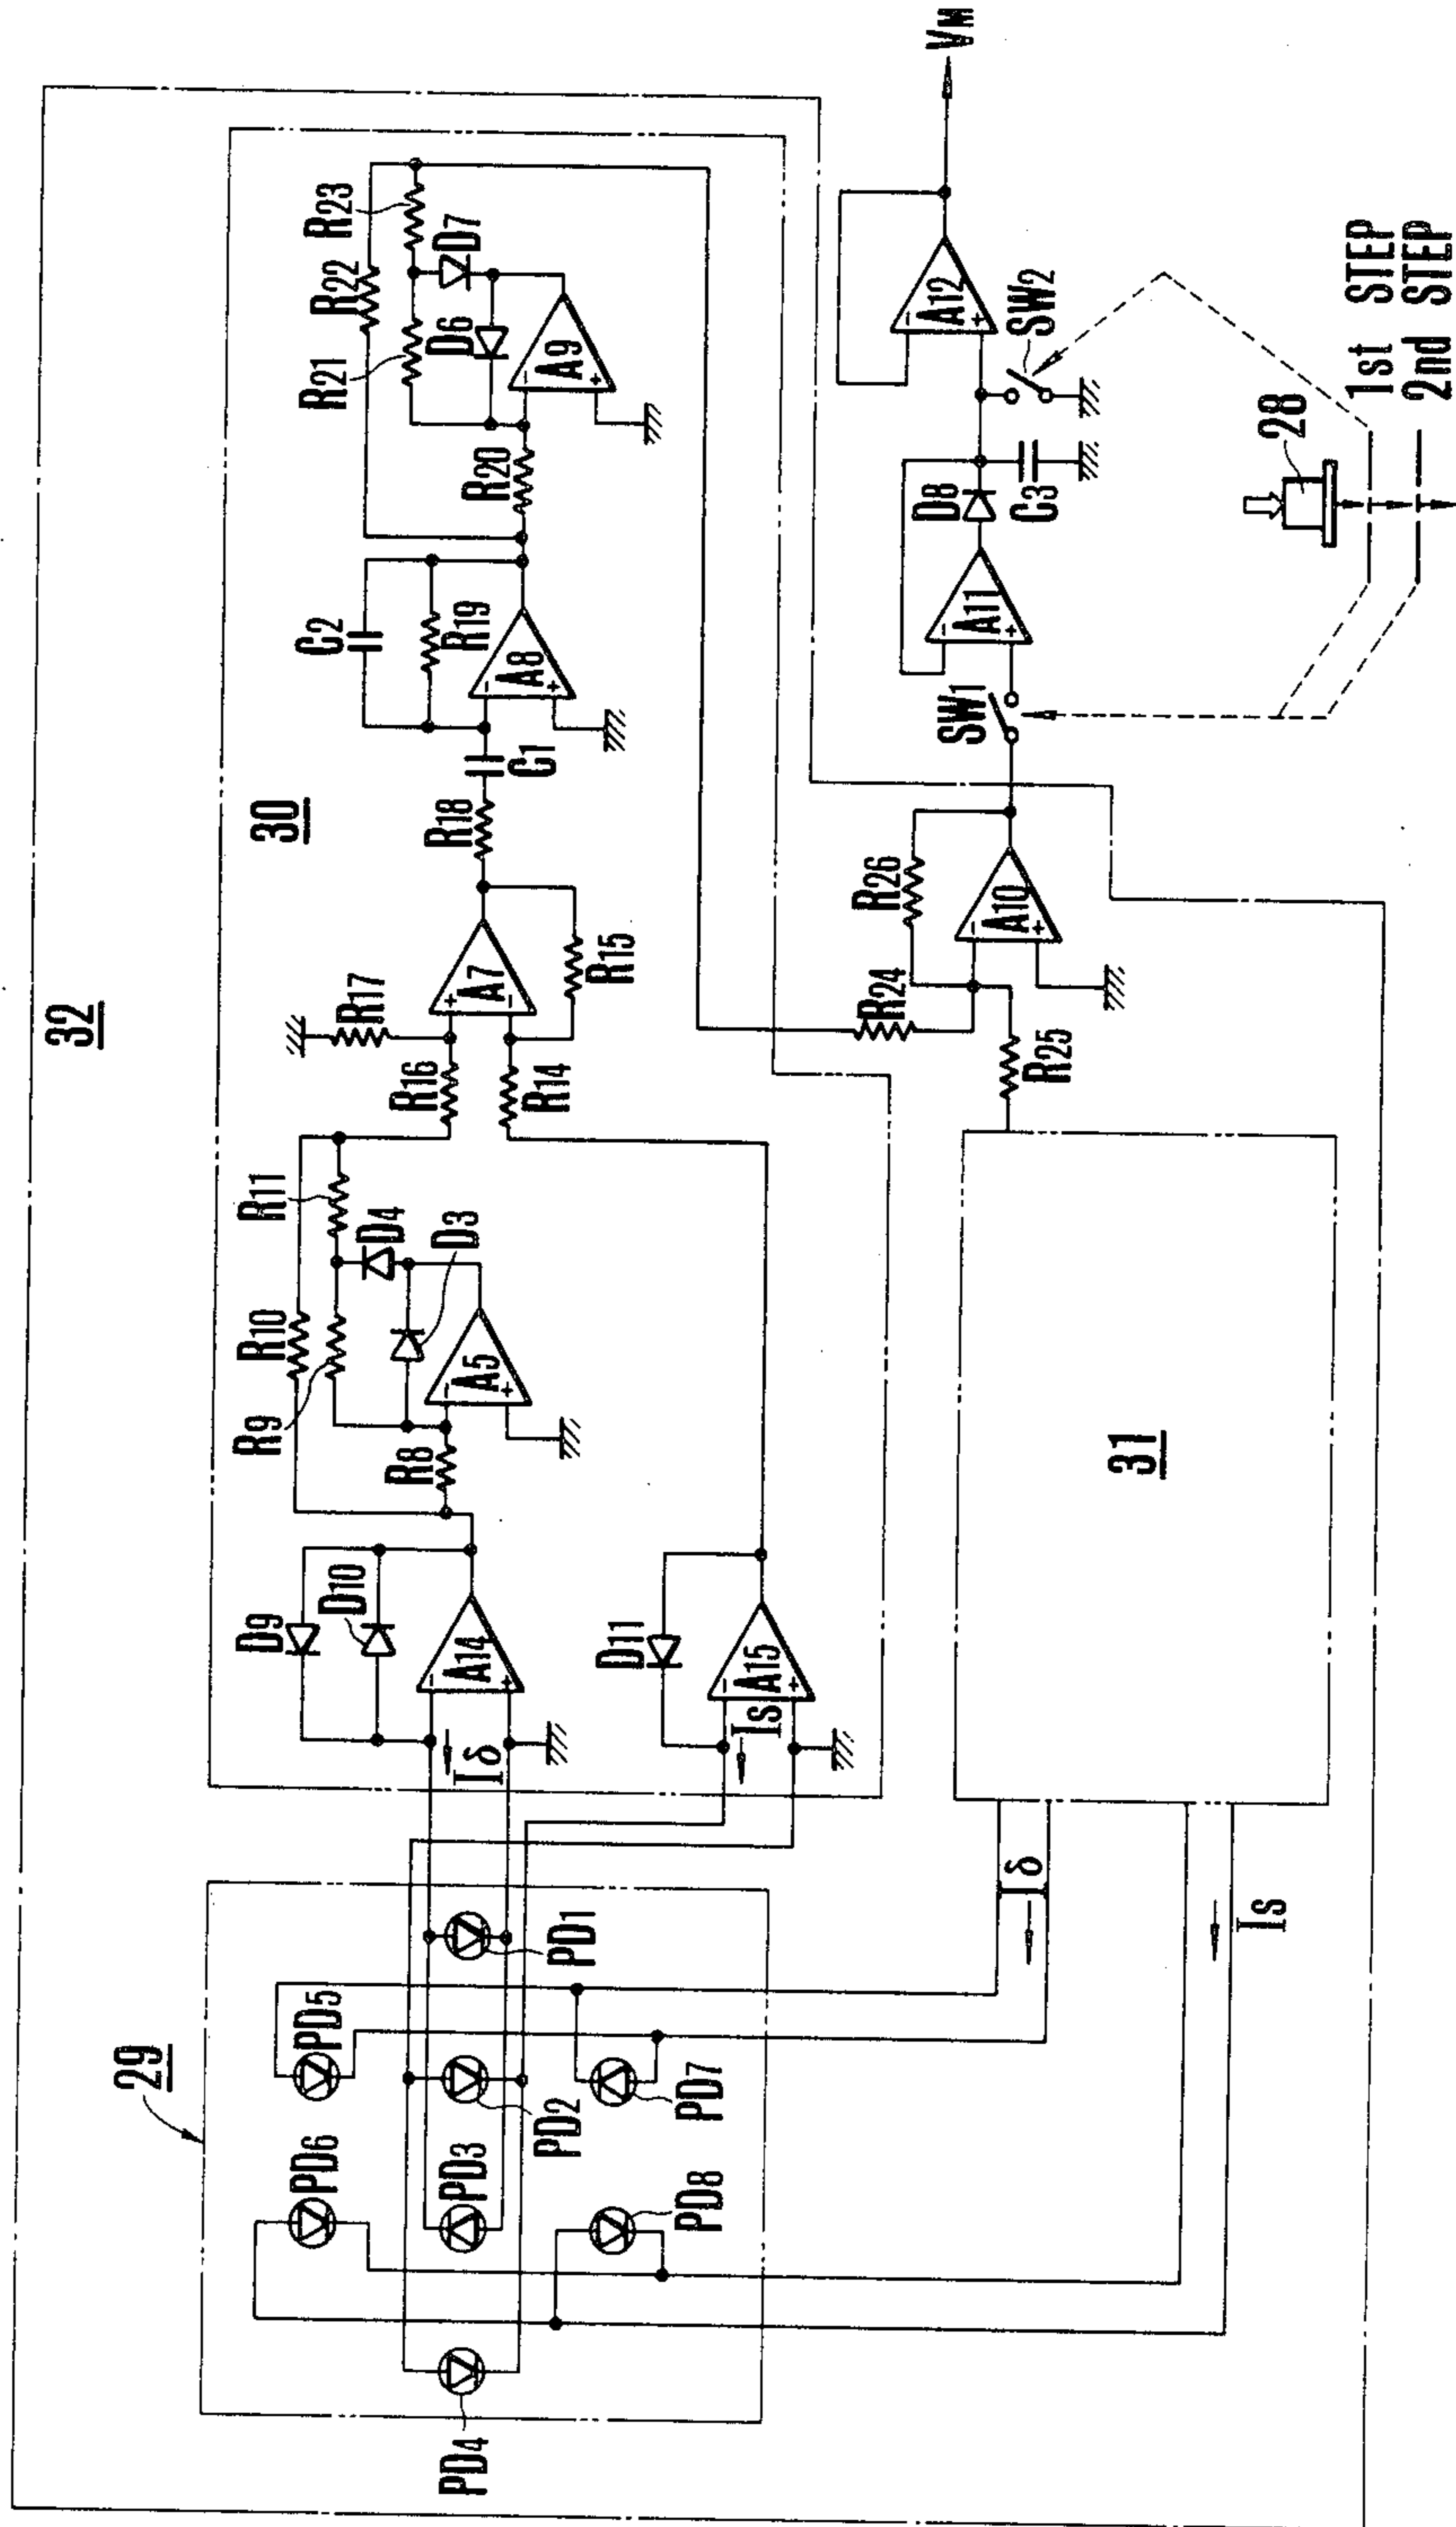 32
30
29
31
28
PD4
PD6
PD5
PD3
PD2
PD1
PD8
PD7
D9
D10
A14
Iδ
D11
A15
Is
R10
R9
R11
R8
D4
D3
A5
R16
R17
R14
A7
R15
R18
C1
C2
R19
A8
R20
R22
R21
R23
D6
D7
A9
Iδ
Is
R25
R24
R26
A10
SW1
A11
D8
C3
A12
SW2
VM
1st STEP
2nd STEP